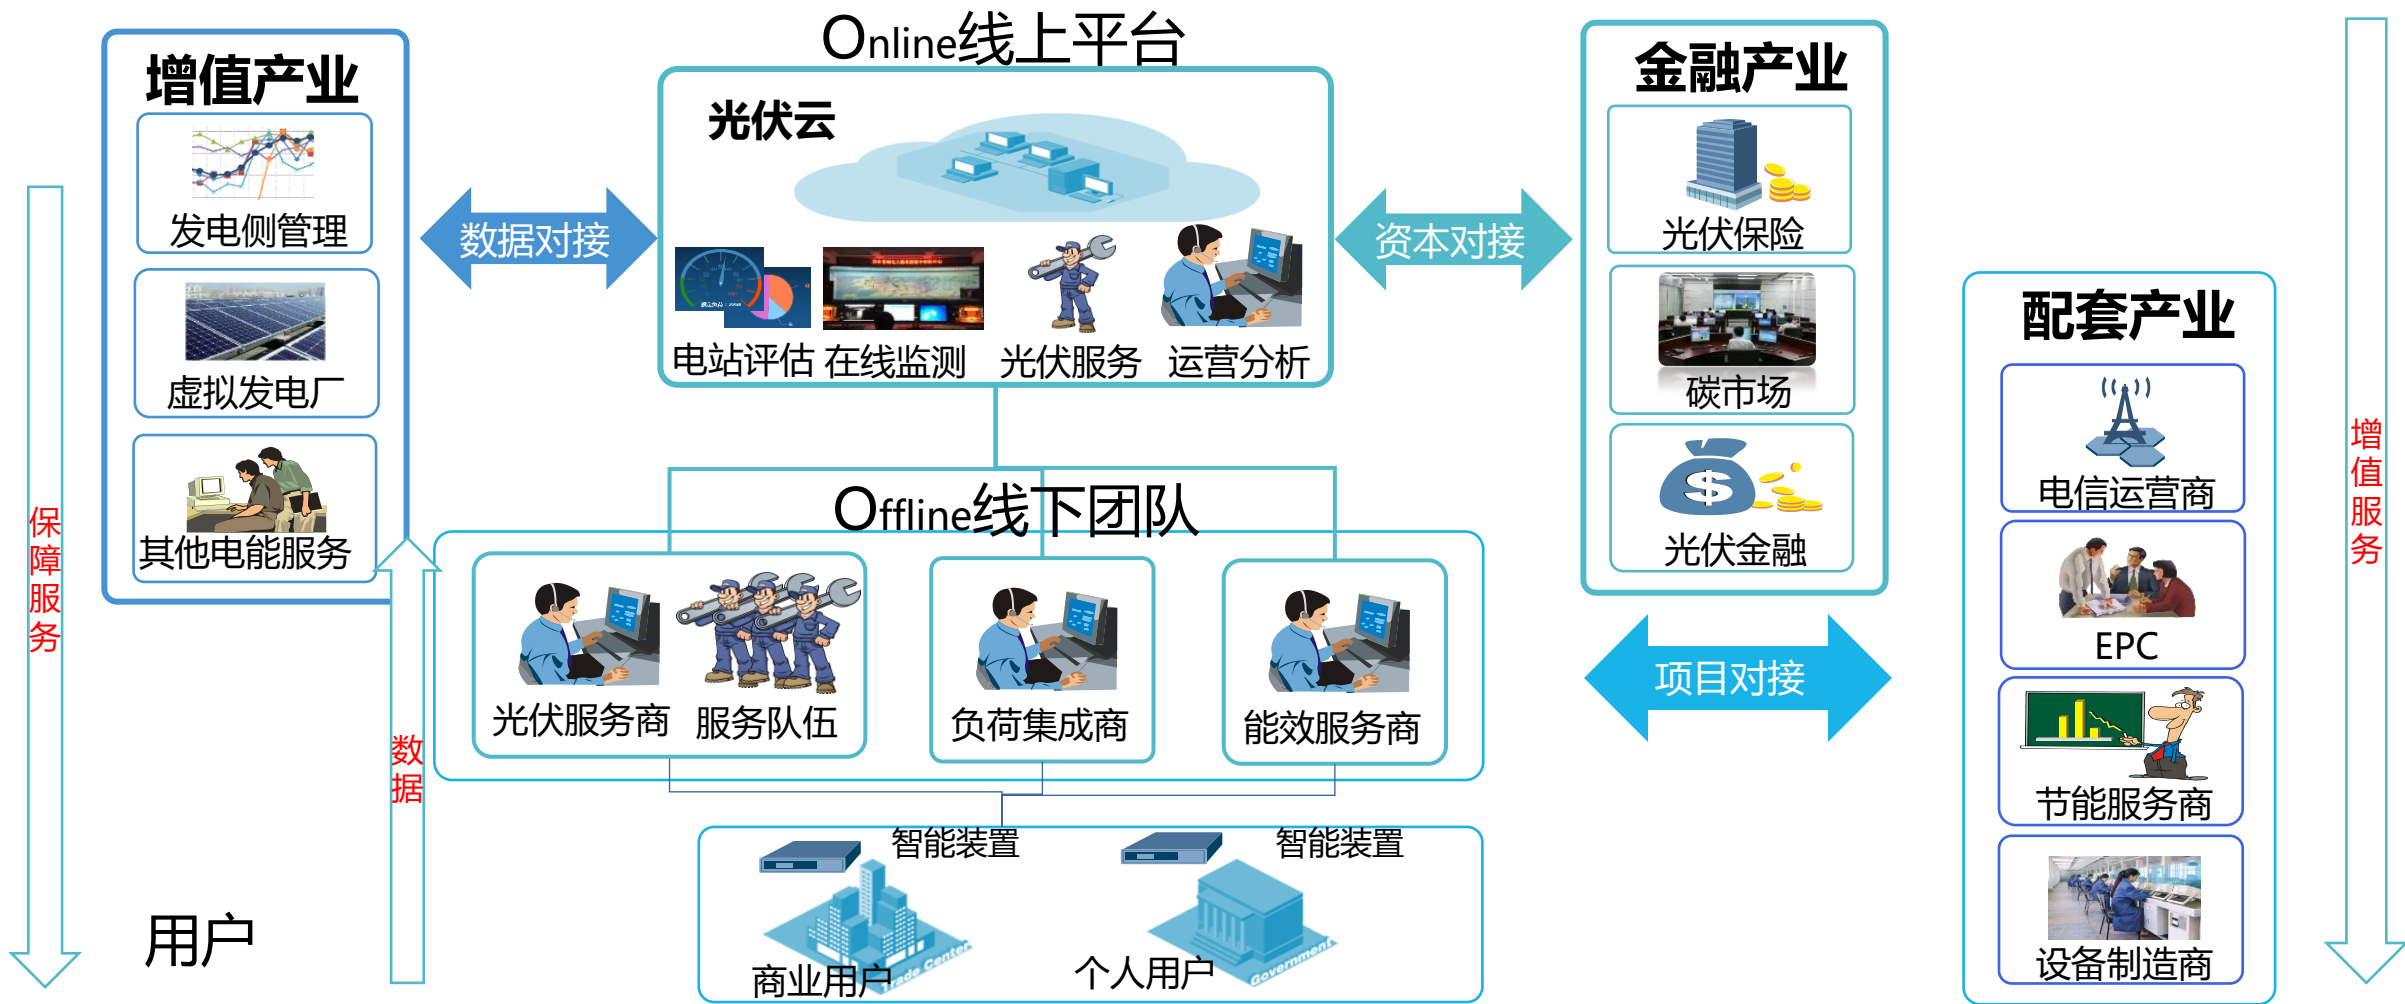 Online线上平台
增值产业
发电侧管理
虚拟发电厂
其他电能服务
数据对接
光伏云
电站评估
在线监测
光伏服务
运营分析
资本对接
金融产业
光伏保险
碳市场
光伏金融
配套产业
电信运营商
EPC
节能服务商
设备制造商
保障服务
增值服务
Offline线下团队
光伏服务商
服务队伍
负荷集成商
能效服务商
项目对接
数据
用户
智能装置
智能装置
商业用户
Trade Center
个人用户
Government